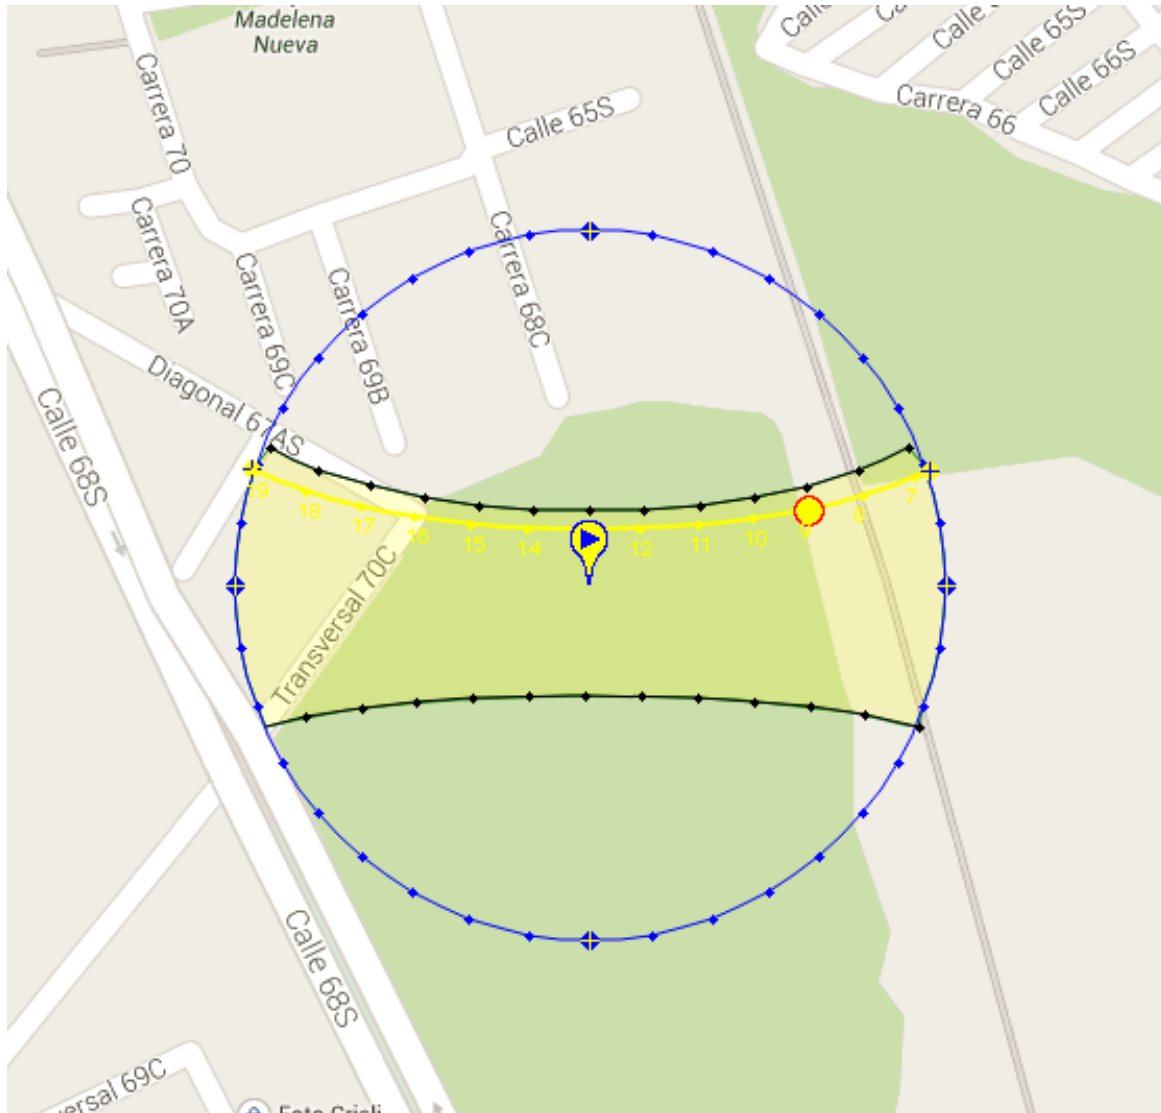 Madelena
Nueva
Calle 65S
Calle 66S
Carrera 66
Carrera 70
Calle 65S
Carrera 70A
Carrera 69C
Carrera 69B
Carrera 68C
Diagonal 67AS
Calle 68S
19
18
17
16
15
14
12
11
10
9
8
7
Transversal 70C
Calle 68S